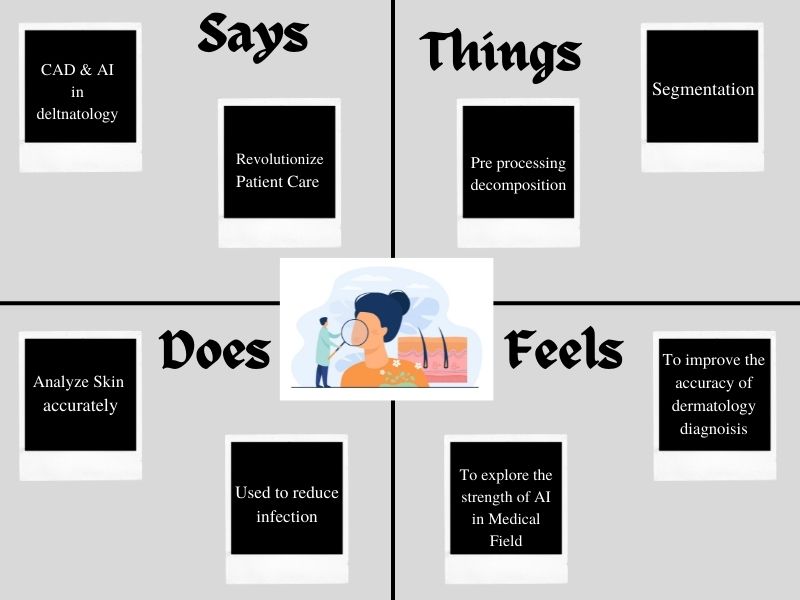 Says
CAD & AI
in
deltnatology
Revolutionize
Patient Care
Things
Segmentation
Pre processing
decomposition
Does
Analyze Skin
accurately
Used to reduce
infection
Feels
To improve the
accuracy of
dermatology
diagnoisis
To explore the
strength of AI
in Medical
Field